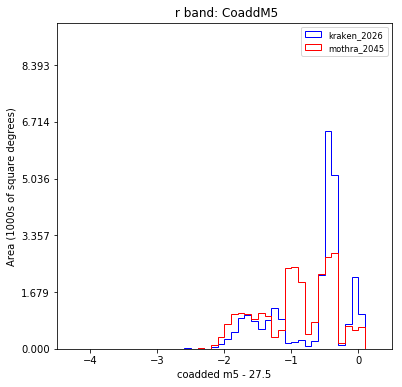 r band: CoaddM5
kraken_2026
mothra_2045
Area (1000s of square degrees)
8.393
6.714
5.036
3.357
1.679
0.000
−4
−3
−2
−1
0
coadded m5 - 27.5